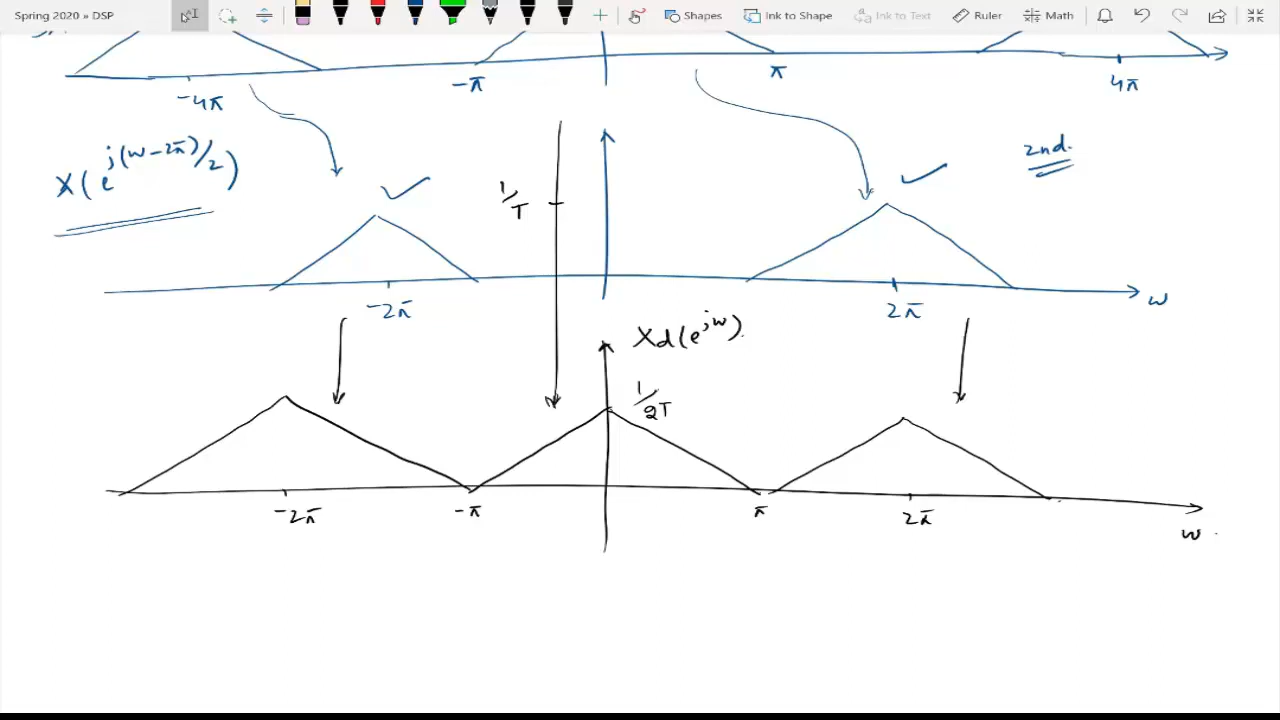 Spring 2020 » DSP
Shapes
Ink to Shape
Ink to Text
Ruler
Math
-4π
-π
π
4π
X(e^{j(w-2π)/2})
1/T
2nd.
-2π
2π
w
Xd(e^{jw}).
1/2T
-2π
-π
π
2π
w